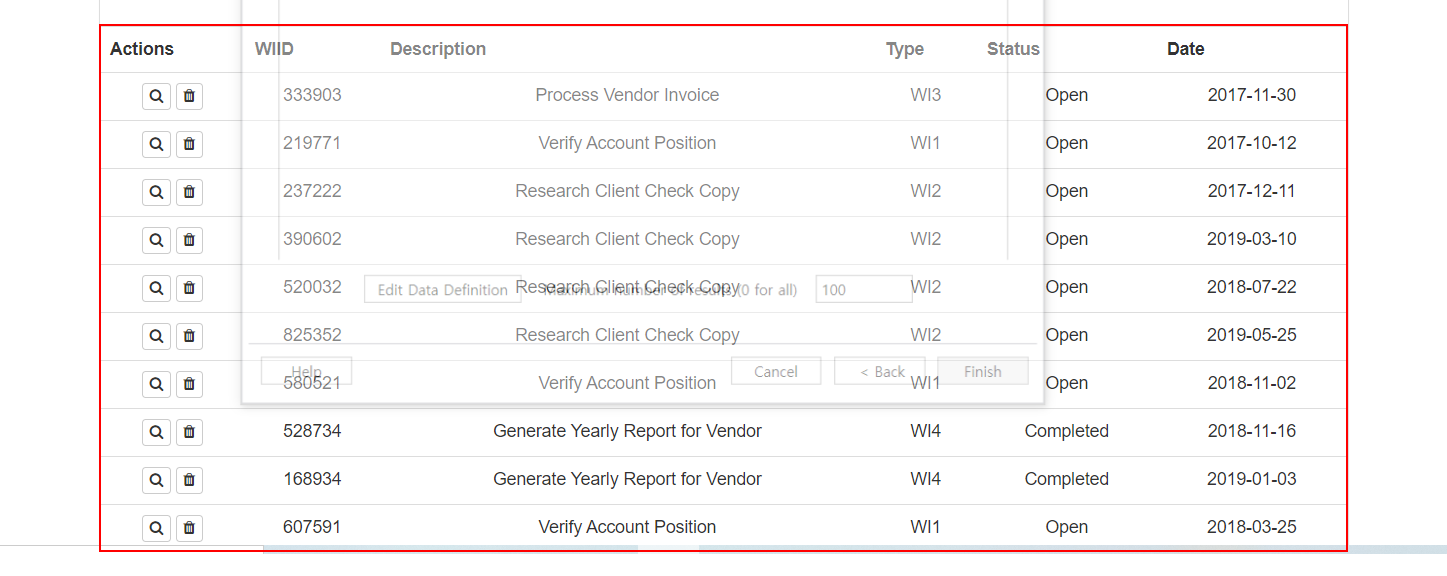 Actions WIID Description Type Status Date
333903 Process Vendor Invoice WI3 Open 2017-11-30
219771 Verify Account Position WI1 Open 2017-10-12
237222 Research Client Check Copy WI2 Open 2017-12-11
390602 Research Client Check Copy WI2 Open 2019-03-10
520032 Research Client Check Copy WI2 Open 2018-07-22
Edit Data Definition Maximum number of results (0 for all) 100
825352 Research Client Check Copy WI2 Open 2019-05-25
Help Cancel < Back Finish
580521 Verify Account Position WI1 Open 2018-11-02
528734 Generate Yearly Report for Vendor WI4 Completed 2018-11-16
168934 Generate Yearly Report for Vendor WI4 Completed 2019-01-03
607591 Verify Account Position WI1 Open 2018-03-25